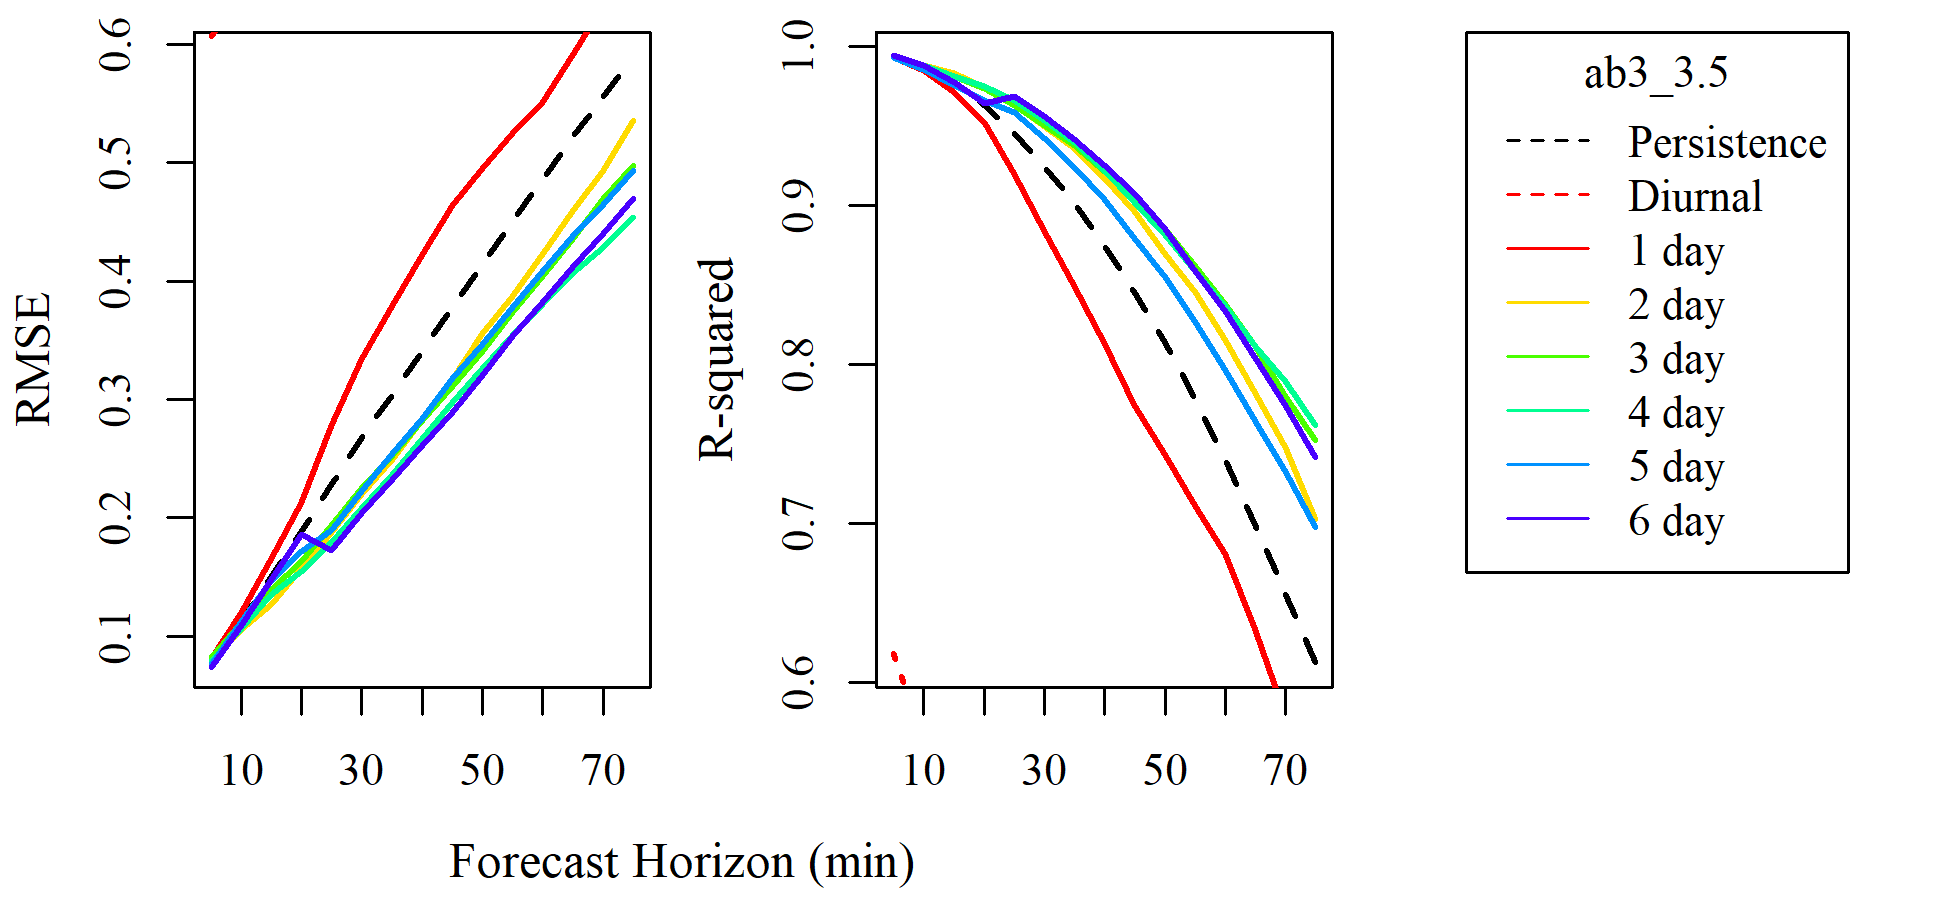 RMSE
0.6
0.5
0.4
0.3
0.2
0.1
10 30 50 70
R-squared
1.0
0.9
0.8
0.7
0.6
10 30 50 70
Forecast Horizon (min)
ab3_3.5
Persistence
Diurnal
1 day
2 day
3 day
4 day
5 day
6 day